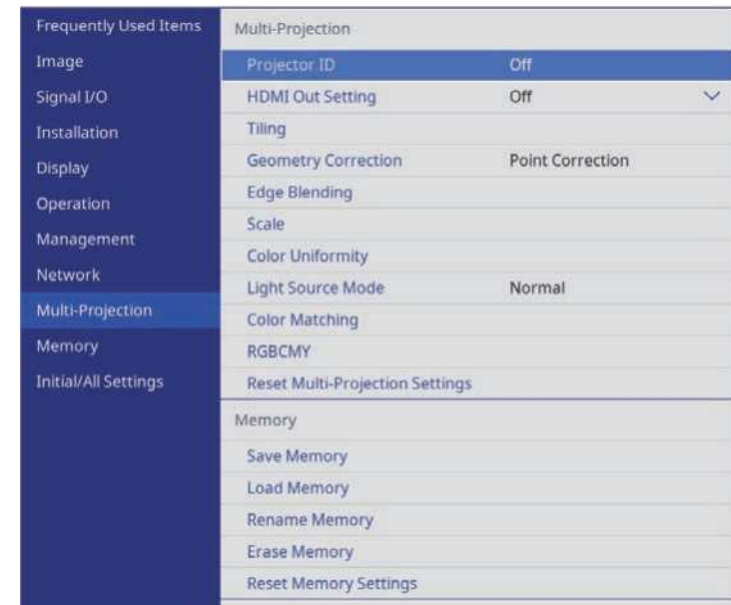 Frequently Used Items
Image
Signal I/O
Installation
Display
Operation
Management
Network
Multi-Projection
Memory
Initial/All Settings
Multi-Projection
Projector ID Off
HDMI Out Setting Off
Tiling
Geometry Correction Point Correction
Edge Blending
Scale
Color Uniformity
Light Source Mode Normal
Color Matching
RGBCMY
Reset Multi-Projection Settings
Memory
Save Memory
Load Memory
Rename Memory
Erase Memory
Reset Memory Settings